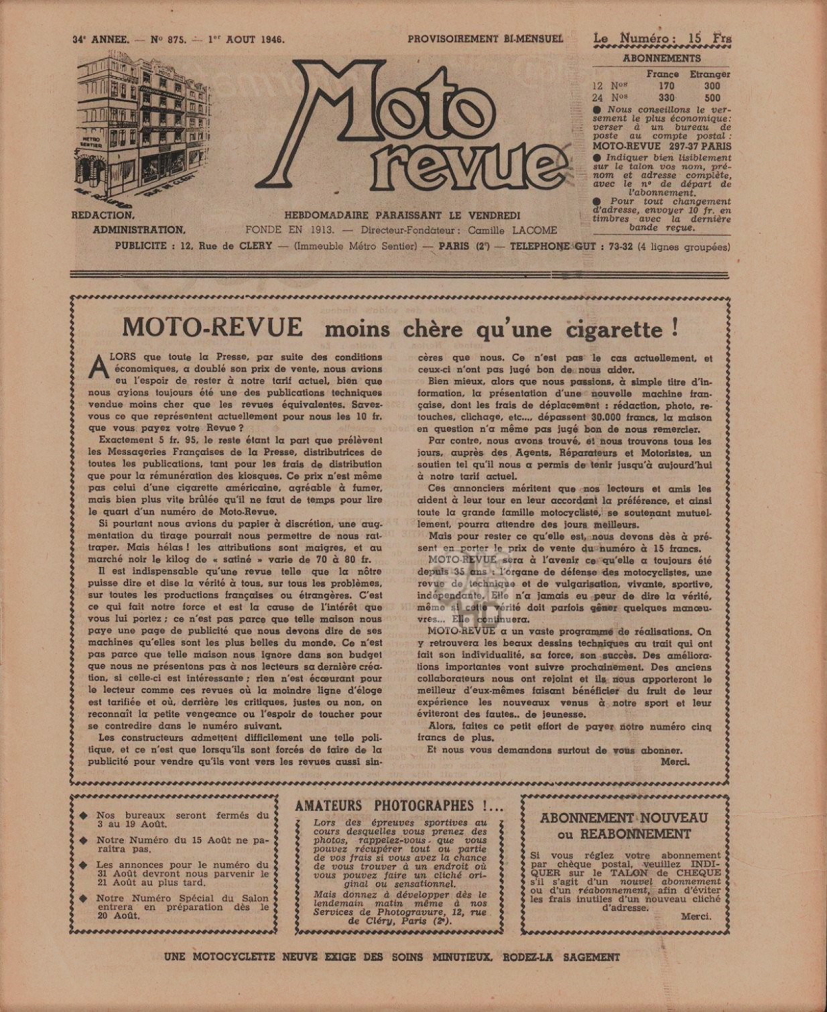 34e ANNEE. — No 875. — 1er AOUT 1946.
PROVISOIREMENT BI-MENSUEL
Le Numéro: 15 Frs
Moto
revue
METRO
SENTIER
RUE DE CLERY
ABONNEMENTS
France Etranger
12 Nos 170 300
24 Nos 330 500
● Nous conseillons le ver-
sement le plus économique:
verser à un bureau de
poste au compte postal:
MOTO-REVUE 297-37 PARIS
● Indiquer bien lisiblement
sur le talon vos nom, pré-
nom et adresse complète,
avec le no de départ de
l'abonnement.
● Pour tout changement
d'adresse, envoyer 10 fr. en
timbres avec la dernière
bande reçue.
REDACTION,
ADMINISTRATION,
HEBDOMADAIRE PARAISSANT LE VENDREDI
FONDE EN 1913. — Directeur-Fondateur: Camille LACOME
PUBLICITE : 12, Rue de CLERY — (Immeuble Métro Sentier) — PARIS (2e) — TELEPHONE GUT : 73-32 (4 lignes groupées)
MOTO-REVUE moins chère qu'une cigarette !
ALORS que toute la Presse, par suite des conditions
économiques, a doublé son prix de vente, nous avions
eu l'espoir de rester à notre tarif actuel, bien que
nous ayions toujours été une des publications techniques
vendue moins cher que les revues équivalentes. Savez-
vous ce que représentent actuellement pour nous les 10 fr.
que vous payez votre Revue ?
Exactement 5 fr. 95, le reste étant la part que prélèvent
les Messageries Françaises de la Presse, distributrices de
toutes les publications, tant pour les frais de distribution
que pour la rémunération des kiosques. Ce prix n'est même
pas celui d'une cigarette américaine, agréable à fumer,
mais bien plus vite brûlée qu'il ne faut de temps pour lire
le quart d'un numéro de Moto-Revue.
Si pourtant nous avions du papier à discrétion, une aug-
mentation du tirage pourrait nous permettre de nous rat-
traper. Mais hélas ! les attributions sont maigres, et au
marché noir le kilog de « satiné » varie de 70 à 80 fr.
Il est indispensable qu'une revue telle que la nôtre
puisse dire et dise la vérité à tous, sur tous les problèmes,
sur toutes les productions françaises ou étrangères. C'est
ce qui fait notre force et est la cause de l'intérêt que
vous lui portez ; ce n'est pas parce que telle maison nous
paye une page de publicité que nous devons dire de ses
machines qu'elles sont les plus belles du monde. Ce n'est
pas parce que telle maison nous ignore dans son budget
que nous ne présentons pas à nos lecteurs sa dernière créa-
tion, si celle-ci est intéressante ; rien n'est écœurant pour
le lecteur comme ces revues où la moindre ligne d'éloge
est tarifiée et où, derrière les critiques, justes ou non, on
reconnaît la petite vengeance ou l'espoir de toucher pour
se contredire dans le numéro suivant.
Les constructeurs admettent difficilement une telle poli-
tique, et ce n'est que lorsqu'ils sont forcés de faire de la
publicité pour vendre qu'ils vont vers les revues aussi sin-
cères que nous. Ce n'est pas le cas actuellement, et
ceux-ci n'ont pas jugé bon de nous aider.
Bien mieux, alors que nous passions, à simple titre d'in-
formation, la présentation d'une nouvelle machine fran-
çaise, dont les frais de déplacement : rédaction, photo, re-
touches, clichage, etc..., dépassent 30.000 francs, la maison
en question n'a même pas jugé bon de nous remercier.
Par contre, nous avons trouvé, et nous trouvons tous les
jours, auprès des Agents, Réparateurs et Motoristes, un
soutien tel qu'il nous a permis de tenir jusqu'à aujourd'hui
à notre tarif actuel.
Ces annonciers méritent que nos lecteurs et amis les
aident à leur tour en leur accordant la préférence, et ainsi
toute la grande famille motocycliste, se soutenant mutuel-
lement, pourra attendre des jours meilleurs.
Mais pour rester ce qu'elle est, nous devons dès à pré-
sent en porter le prix de vente du numéro à 15 francs.
MOTO-REVUE sera à l'avenir ce qu'elle a toujours été
depuis 35 ans : l'organe de défense des motocyclistes, une
revue de technique et de vulgarisation, vivante, sportive,
indépendante. Elle n'a jamais eu peur de dire la vérité,
même si cette vérité doit parfois gêner quelques manœu-
vres... Elle continuera.
MOTO-REVUE a un vaste programme de réalisations. On
y retrouvera les beaux dessins techniques au trait qui ont
fait son individualité, sa force, son succès. Des améliora-
tions importantes vont suivre prochainement. Des anciens
collaborateurs nous ont rejoint et ils nous apporteront le
meilleur d'eux-mêmes faisant bénéficier du fruit de leur
expérience les nouveaux venus à notre sport et leur
éviteront des fautes.. de jeunesse.
Alors, faites ce petit effort de payer notre numéro cinq
francs de plus.
Et nous vous demandons surtout de vous abonner.
Merci.
◆ Nos bureaux seront fermés du
3 au 19 Août.
◆ Notre Numéro du 15 Août ne pa-
raîtra pas.
◆ Les annonces pour le numéro du
31 Août devront nous parvenir le
21 Août au plus tard.
◆ Notre Numéro Spécial du Salon
entrera en préparation dès le
20 Août.
AMATEURS PHOTOGRAPHES !...
Lors des épreuves sportives au
cours desquelles vous prenez des
photos, rappelez-vous que vous
pouvez récupérer tout ou partie
de vos frais si vous avez la chance
de vous trouver à un endroit où
vous pouvez faire un cliché ori-
ginal ou sensationnel.
Mais donnez à développer dès le
lendemain matin même à nos
Services de Photogravure, 12, rue
de Cléry, Paris (2e).
ABONNEMENT NOUVEAU
ou REABONNEMENT
Si vous réglez votre abonnement
par chèque postal, veuillez INDI-
QUER sur le TALON de CHEQUE
s'il s'agit d'un nouvel abonnement
ou d'un réabonnement, afin d'éviter
les frais inutiles d'un nouveau cliché
d'adresse.
Merci.
UNE MOTOCYCLETTE NEUVE EXIGE DES SOINS MINUTIEUX. RODEZ-LA SAGEMENT